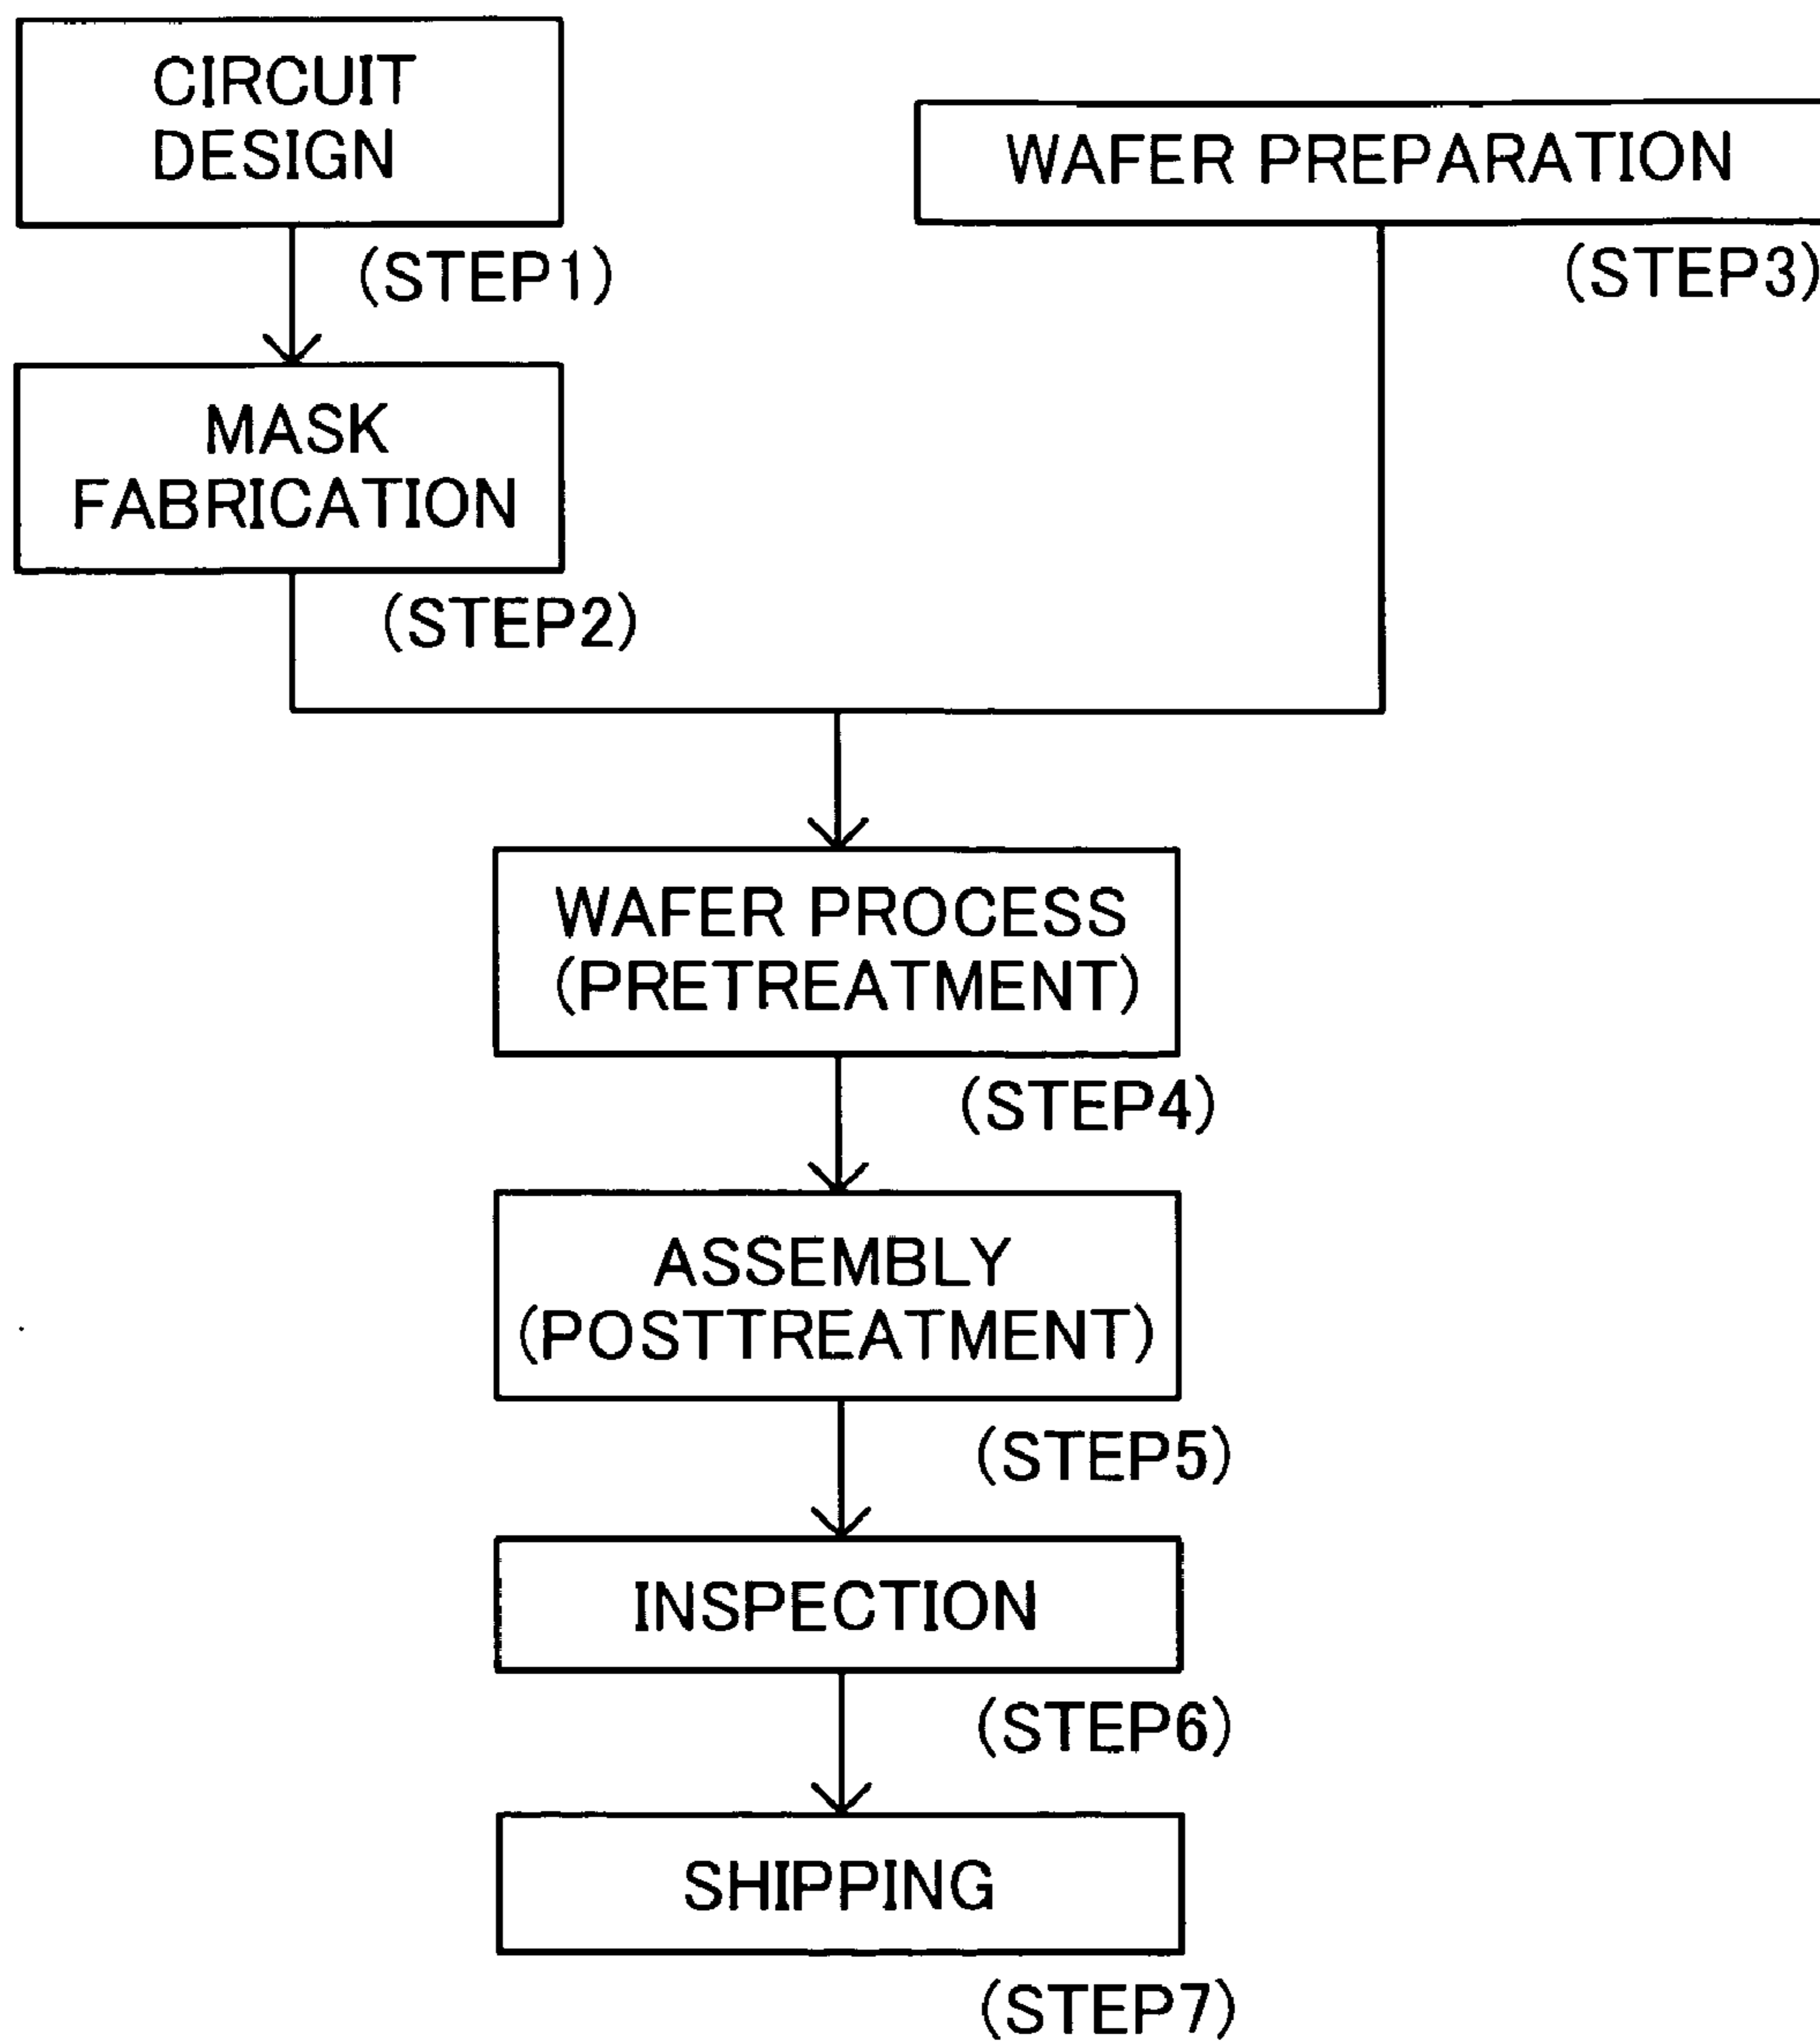 CIRCUIT
DESIGN
(STEP1)
MASK
FABRICATION
(STEP2)
WAFER PREPARATION
(STEP3)
WAFER PROCESS
(PRETREATMENT)
(STEP4)
ASSEMBLY
(POSTTREATMENT)
(STEP5)
INSPECTION
(STEP6)
SHIPPING
(STEP7)